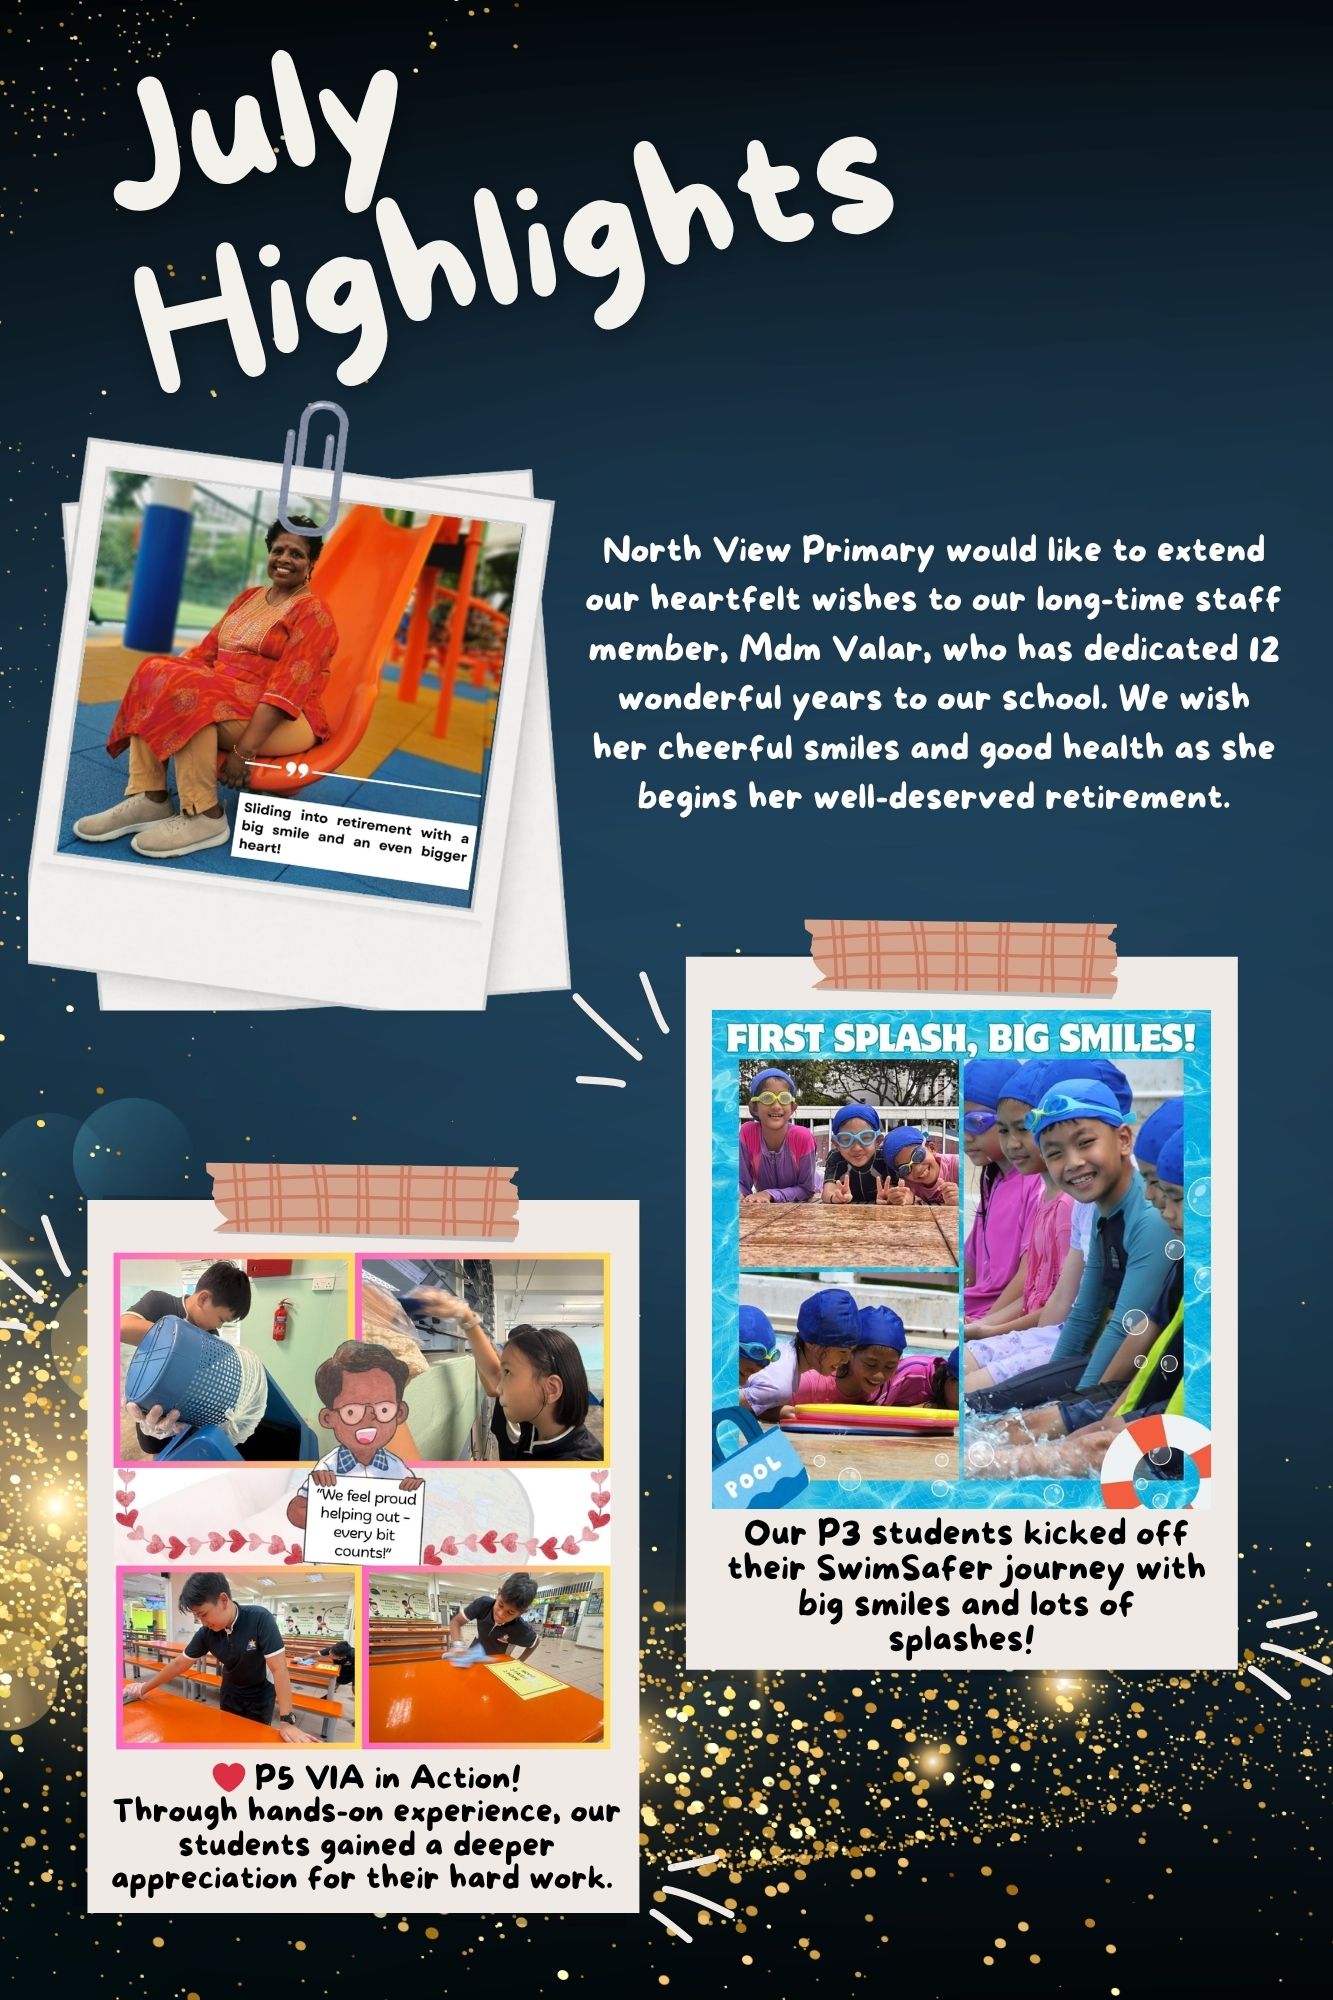 July
Highlights
North View Primary would like to extend
our heartfelt wishes to our long-time staff
member, Mdm Valar, who has dedicated 12
wonderful years to our school. We wish
her cheerful smiles and good health as she
begins her well-deserved retirement.
Sliding into retirement with a
big smile and an even bigger
heart!
FIRST SPLASH, BIG SMILES!
POOL
Our P3 students kicked off
their SwimSafer journey with
big smiles and lots of
splashes!
"We feel proud
helping out -
every bit
counts!"
❤️ P5 VIA in Action!
Through hands-on experience, our
students gained a deeper
appreciation for their hard work.